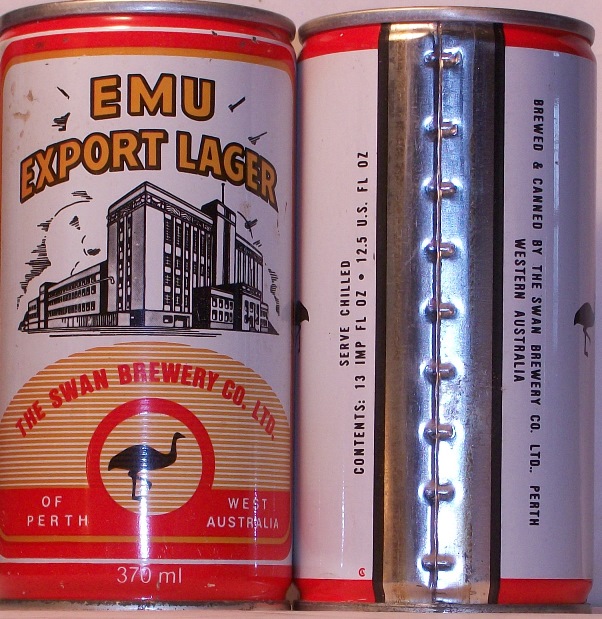 EMU
EXPORT LAGER
THE SWAN BREWERY CO. LTD.
OF
PERTH
WEST
AUSTRALIA
370 ml
SERVE CHILLED
CONTENTS: 13 IMP FL OZ • 12.5 U.S. FL OZ
BREWED & CANNED BY THE SWAN BREWERY CO. LTD. PERTH
WESTERN AUSTRALIA